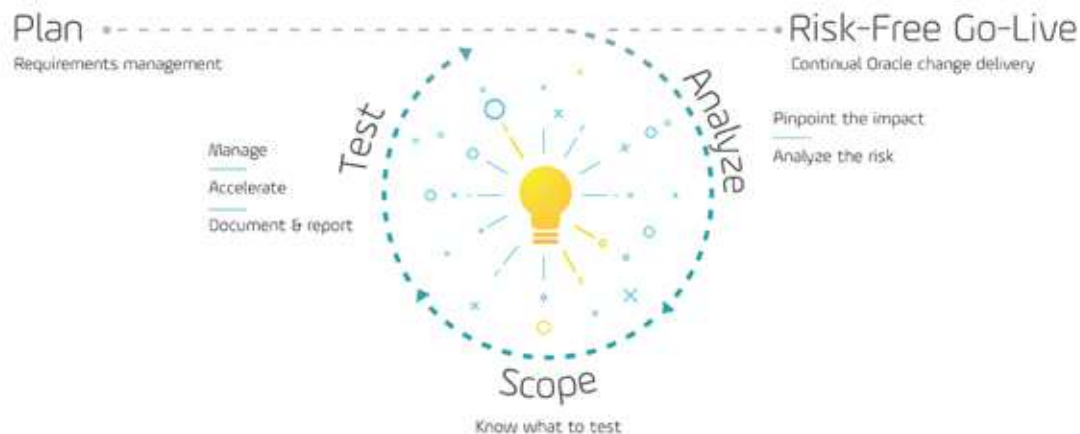 Plan
Risk-Free Go-Live
Requirements management
Continual Oracle change delivery
Test
Analyze
Pinpoint the impact
Analyze the risk
Manage
Accelerate
Document & report
Scope
Know what to test